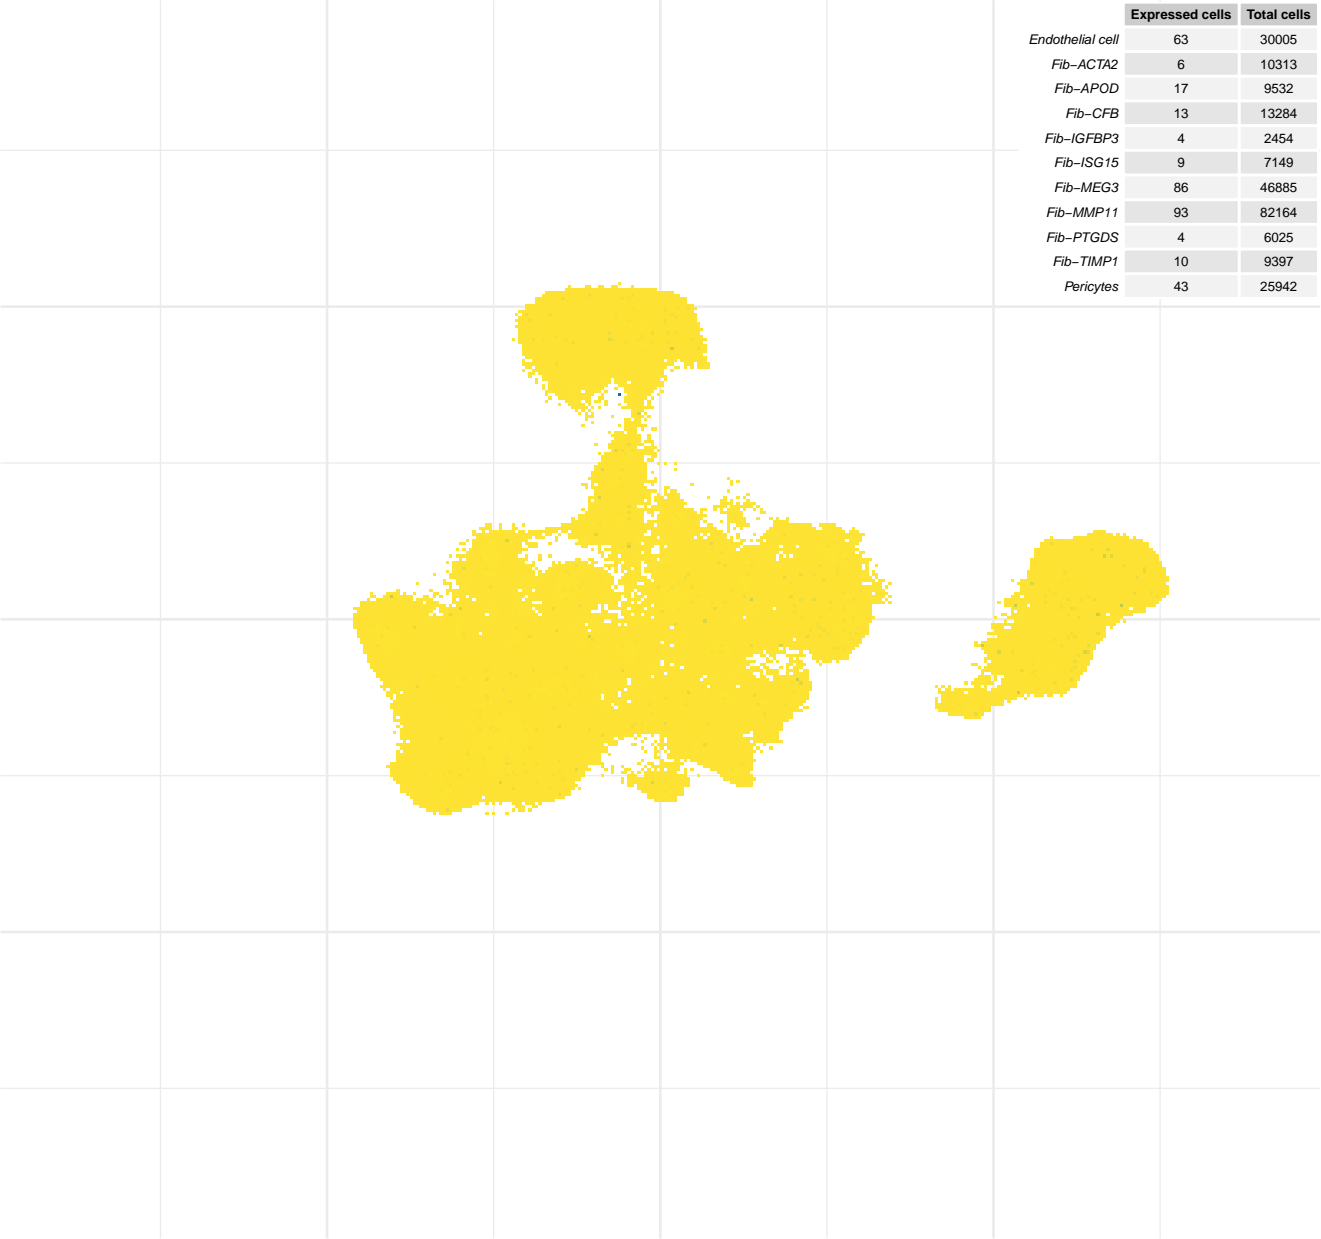 Expressed cells Total cells
Endothelial cell 63 30005
Fib−ACTA2 6 10313
Fib−APOD 17 9532
Fib−CFB 13 13284
Fib−IGFBP3 4 2454
Fib−ISG15 9 7149
Fib−MEG3 86 46885
Fib−MMP11 93 82164
Fib−PTGDS 4 6025
Fib−TIMP1 10 9397
Pericytes 43 25942